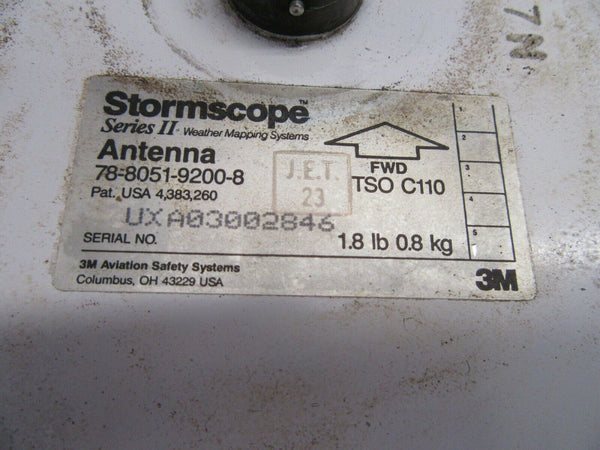 7N
Stormscope™
Series II - Weather Mapping Systems
Antenna
78-8051-9200-8
Pat. USA 4,383,260
UXA03002846
SERIAL NO.
J.E.T.
23
FWD
TSO C110
1.8 lb 0.8 kg
1.
2
3
4
5
3M Aviation Safety Systems
Columbus, OH 43229 USA
3M